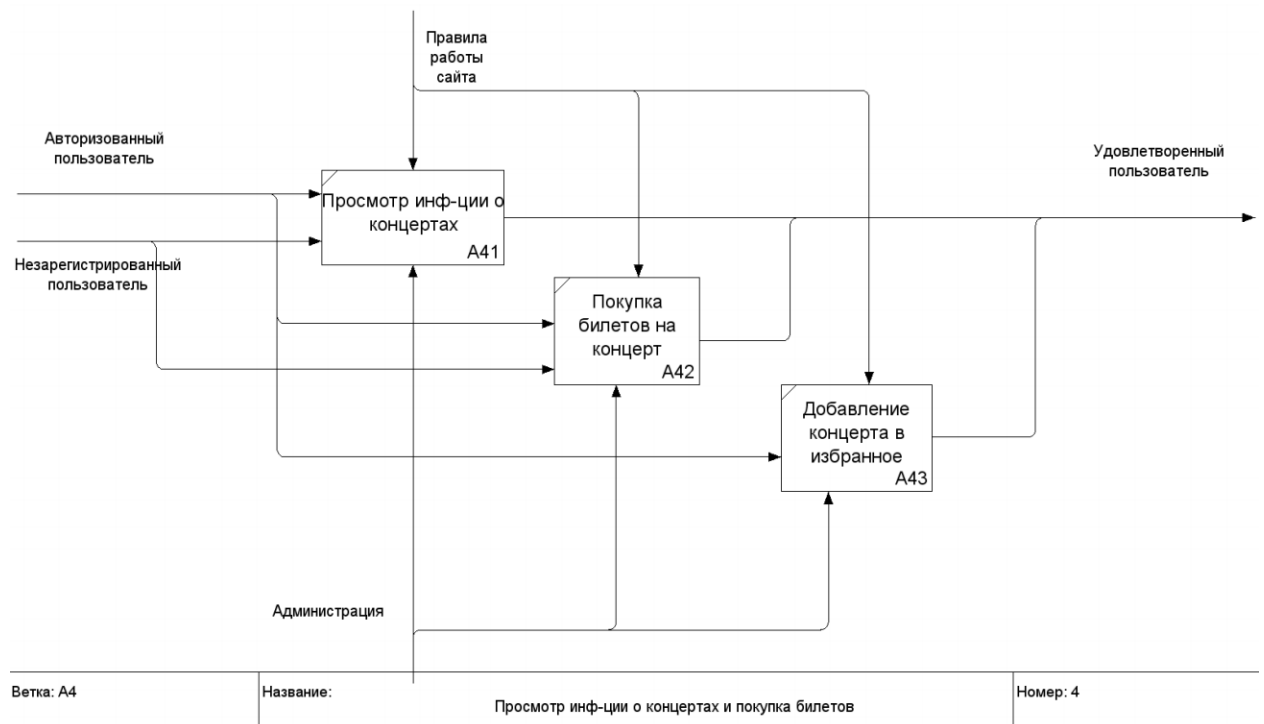 Правила
работы
сайта
Авторизованный
пользователь
Удовлетворенный
пользователь
Просмотр инф-ции о
концертах
A41
Незарегистрированный
пользователь
Покупка
билетов на
концерт
A42
Добавление
концерта в
избранное
A43
Администрация
Ветка: A4
Название:
Просмотр инф-ции о концертах и покупка билетов
Номер: 4